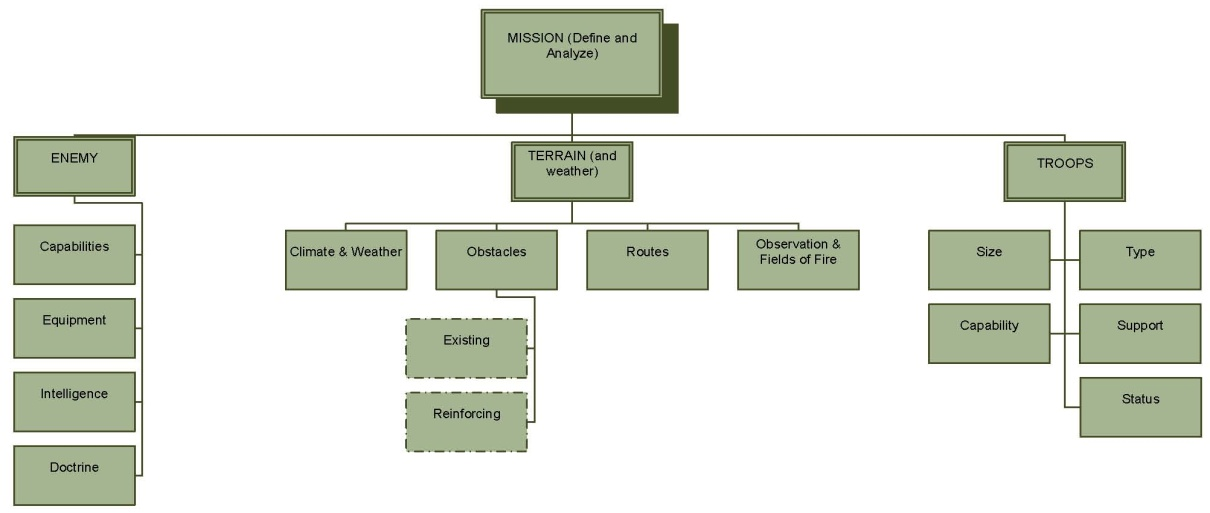 MISSION (Define and
Analyze)
ENEMY
TERRAIN (and
weather)
TROOPS
Capabilities
Climate & Weather
Obstacles
Routes
Observation &
Fields of Fire
Size
Type
Equipment
Existing
Capability
Support
Intelligence
Reinforcing
Status
Doctrine